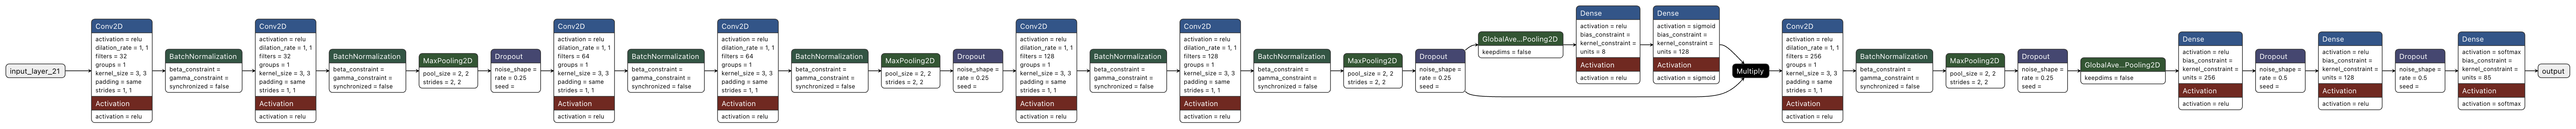 input_layer_21
Conv2D
activation = relu
dilation_rate = 1, 1
filters = 32
groups = 1
kernel_size = 3, 3
padding = same
strides = 1, 1
Activation
activation = relu
BatchNormalization
beta_constraint =
gamma_constraint =
synchronized = false
Conv2D
activation = relu
dilation_rate = 1, 1
filters = 32
groups = 1
kernel_size = 3, 3
padding = same
strides = 1, 1
Activation
activation = relu
BatchNormalization
beta_constraint =
gamma_constraint =
synchronized = false
MaxPooling2D
pool_size = 2, 2
strides = 2, 2
Dropout
noise_shape =
rate = 0.25
seed =
Conv2D
activation = relu
dilation_rate = 1, 1
filters = 64
groups = 1
kernel_size = 3, 3
padding = same
strides = 1, 1
Activation
activation = relu
BatchNormalization
beta_constraint =
gamma_constraint =
synchronized = false
Conv2D
activation = relu
dilation_rate = 1, 1
filters = 64
groups = 1
kernel_size = 3, 3
padding = same
strides = 1, 1
Activation
activation = relu
BatchNormalization
beta_constraint =
gamma_constraint =
synchronized = false
MaxPooling2D
pool_size = 2, 2
strides = 2, 2
Dropout
noise_shape =
rate = 0.25
seed =
Conv2D
activation = relu
dilation_rate = 1, 1
filters = 128
groups = 1
kernel_size = 3, 3
padding = same
strides = 1, 1
Activation
activation = relu
BatchNormalization
beta_constraint =
gamma_constraint =
synchronized = false
Conv2D
activation = relu
dilation_rate = 1, 1
filters = 128
groups = 1
kernel_size = 3, 3
padding = same
strides = 1, 1
Activation
activation = relu
BatchNormalization
beta_constraint =
gamma_constraint =
synchronized = false
MaxPooling2D
pool_size = 2, 2
strides = 2, 2
Dropout
noise_shape =
rate = 0.25
seed =
GlobalAve...Pooling2D
keepdims = false
Dense
activation = relu
bias_constraint =
kernel_constraint =
units = 8
Activation
activation = relu
Dense
activation = sigmoid
bias_constraint =
kernel_constraint =
units = 128
Activation
activation = sigmoid
Multiply
Conv2D
activation = relu
dilation_rate = 1, 1
filters = 256
groups = 1
kernel_size = 3, 3
padding = same
strides = 1, 1
Activation
activation = relu
BatchNormalization
beta_constraint =
gamma_constraint =
synchronized = false
MaxPooling2D
pool_size = 2, 2
strides = 2, 2
Dropout
noise_shape =
rate = 0.25
seed =
GlobalAve...Pooling2D
keepdims = false
Dense
activation = relu
bias_constraint =
kernel_constraint =
units = 256
Activation
activation = relu
Dropout
noise_shape =
rate = 0.5
seed =
Dense
activation = relu
bias_constraint =
kernel_constraint =
units = 128
Activation
activation = relu
Dropout
noise_shape =
rate = 0.5
seed =
Dense
activation = softmax
bias_constraint =
kernel_constraint =
units = 85
Activation
activation = softmax
output